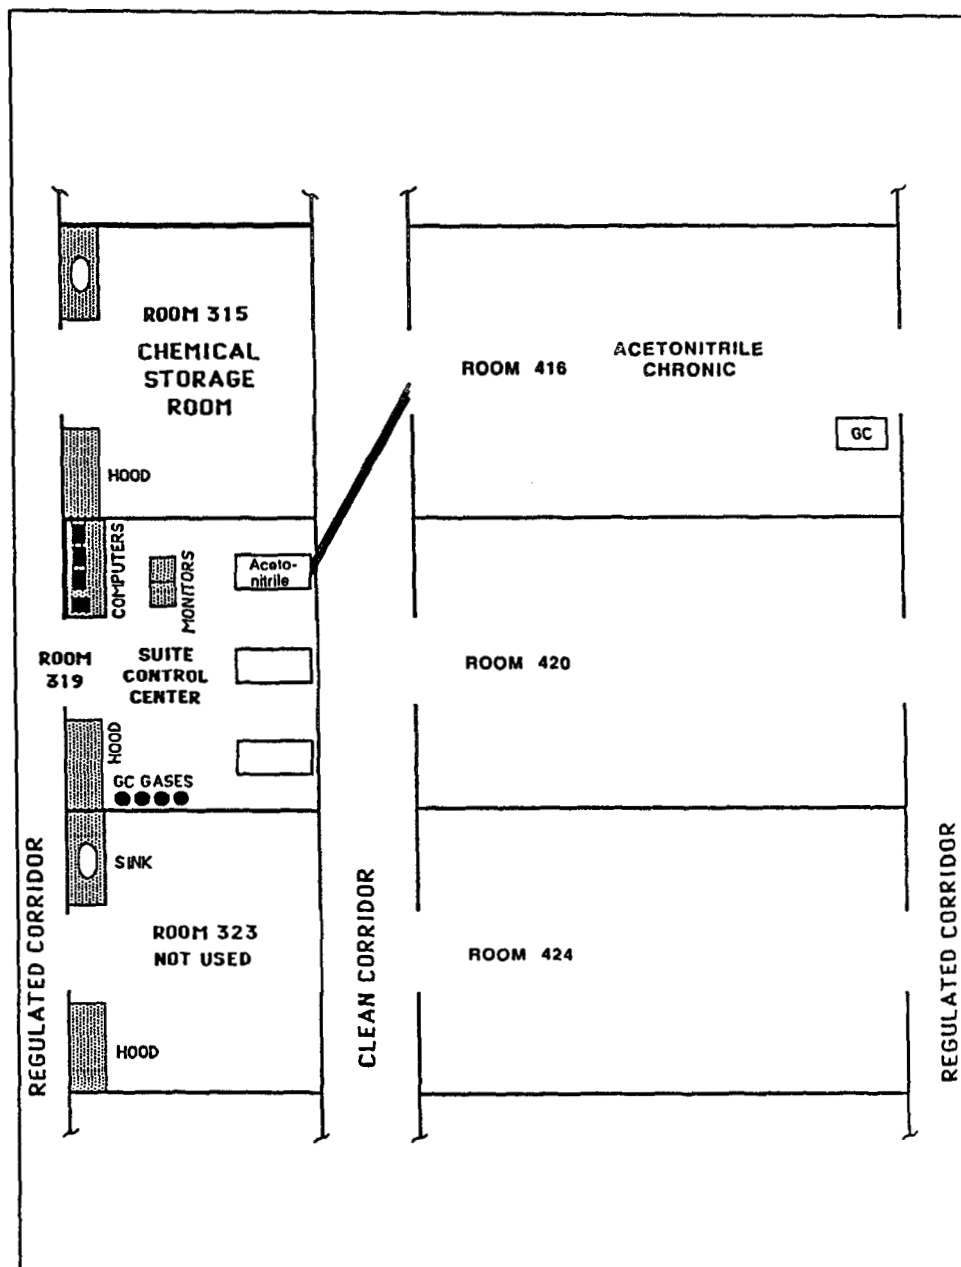 ROOM 315
CHEMICAL
STORAGE
ROOM
HOOD
COMPUTERS
MONITORS
Aceto-
nitrile
ROOM
319
SUITE
CONTROL
CENTER
HOOD
GC GASES
SINK
ROOM 323
NOT USED
HOOD
REGULATED CORRIDOR
CLEAN CORRIDOR
ROOM 416
ACETONITRILE
CHRONIC
GC
ROOM 420
ROOM 424
REGULATED CORRIDOR